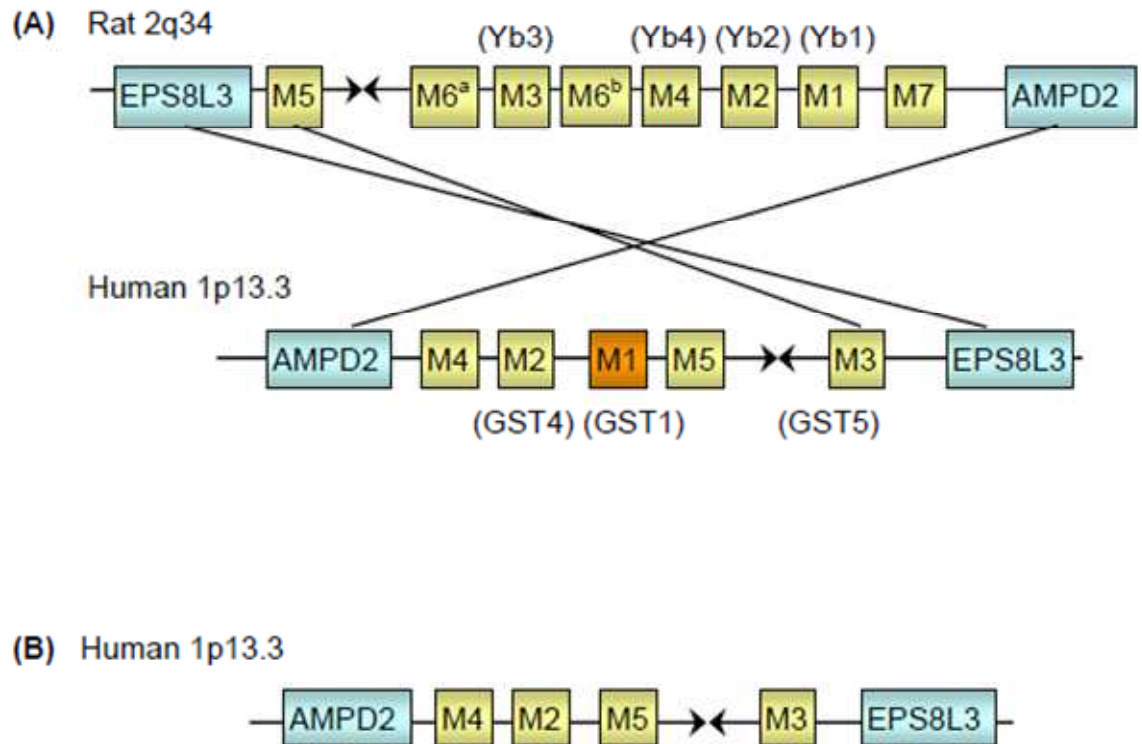 (A) Rat 2q34
(Yb3) (Yb4) (Yb2) (Yb1)
EPS8L3 M5 M6a M3 M6b M4 M2 M1 M7 AMPD2
Human 1p13.3
AMPD2 M4 M2 M1 M5 M3 EPS8L3
(GST4) (GST1) (GST5)
(B) Human 1p13.3
AMPD2 M4 M2 M5 M3 EPS8L3